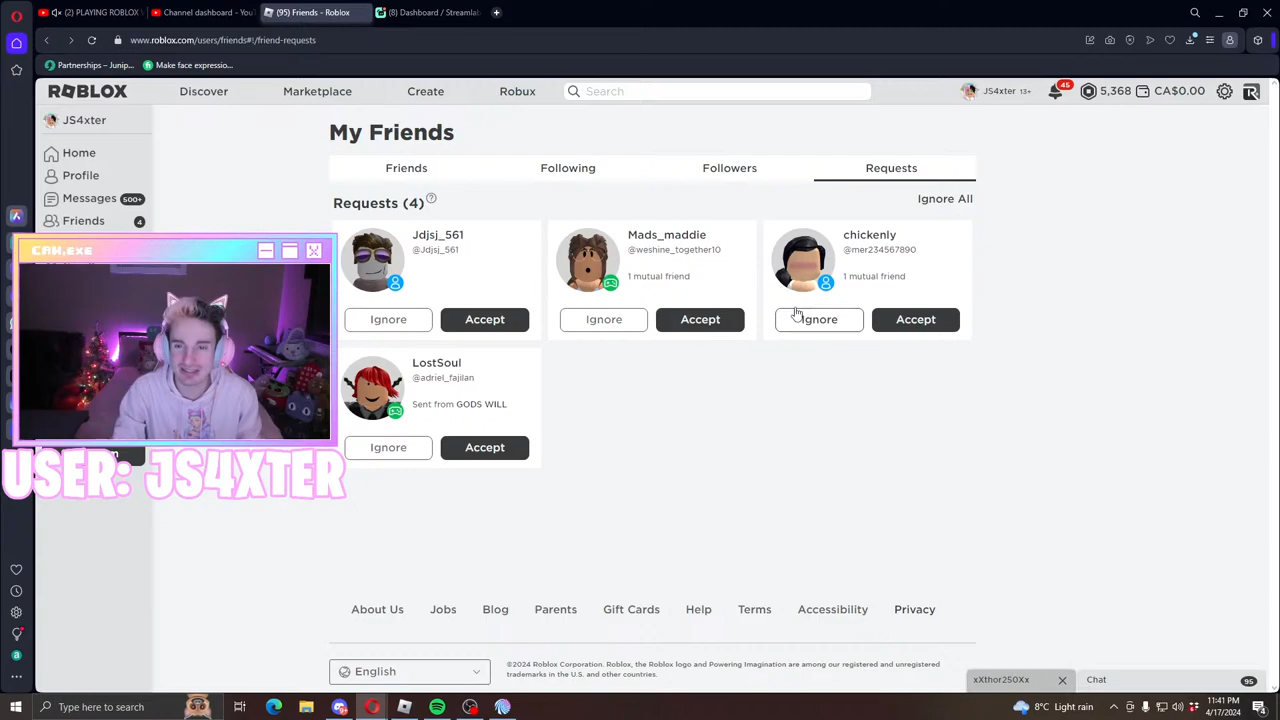 (2) PLAYING ROBLOX
Channel dashboard - You
(95) Friends - Roblox
(8) Dashboard / Streamlab
www.roblox.com/users/friends#!/friend-requests
Partnerships – Junip...
Make face expressio...
ROBLOX
Discover
Marketplace
Create
Robux
Search
JS4xter 13+
45
5,368
CA$0.00
JS4xter
Home
Profile
Messages 500+
Friends 4
My Friends
Friends
Following
Followers
Requests
Requests (4)
Ignore All
Jdjsj_561
@Jdjsj_561
Ignore
Accept
Mads_maddie
@weshine_together10
1 mutual friend
Ignore
Accept
chickenly
@mer234567890
1 mutual friend
Ignore
Accept
LostSoul
@adriel_fajilan
Sent from GODS WILL
Ignore
Accept
CAM.EXE
USER: JS4XTER
About Us
Jobs
Blog
Parents
Gift Cards
Help
Terms
Accessibility
Privacy
English
©2024 Roblox Corporation. Roblox, the Roblox logo and Powering Imagination are among our registered and unregistered
trademarks in the U.S. and other countries.
xXthor250Xx
Chat
95
Type here to search
8°C Light rain
11:41 PM
4/17/2024